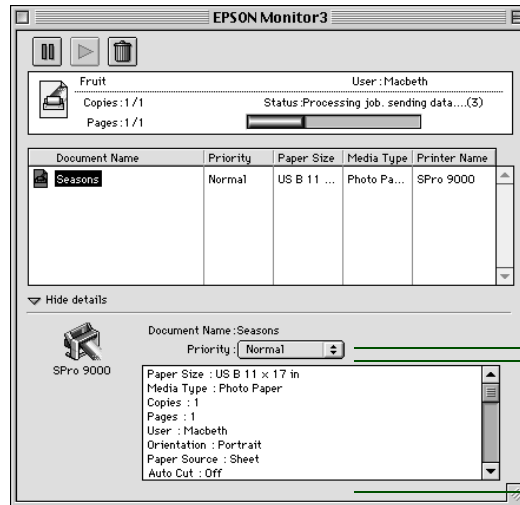 EPSON Monitor3
Fruit User : Macbeth
Copies : 1 / 1 Status : Processing job. sending data....(3)
Pages : 1 / 1
Document Name Priority Paper Size Media Type Printer Name
Seasons Normal US B 11 ... Photo Pa... SPro 9000
Hide details
Document Name : Seasons
Priority : Normal
SPro 9000
Paper Size : US B 11 x 17 in
Media Type : Photo Paper
Copies : 1
Pages : 1
User : Macbeth
Orientation : Portrait
Paper Source : Sheet
Auto Cut : Off